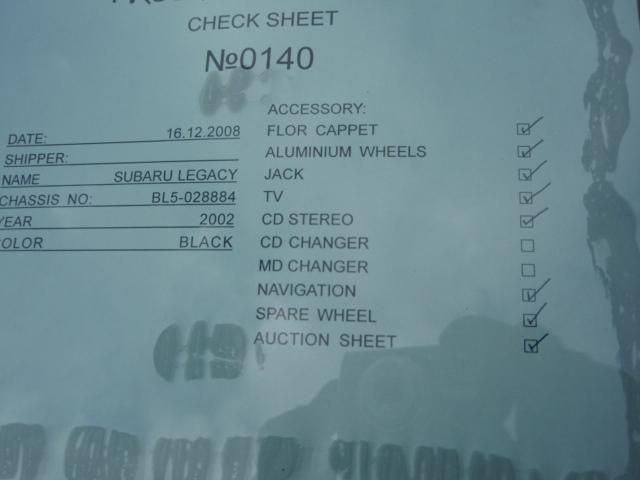 CHECK SHEET
№0140
ACCESSORY:
DATE: 16.12.2008
SHIPPER:
NAME SUBARU LEGACY
CHASSIS NO: BL5-028884
YEAR 2002
COLOR BLACK
FLOR CAPPET
ALUMINIUM WHEELS
JACK
TV
CD STEREO
CD CHANGER
MD CHANGER
NAVIGATION
SPARE WHEEL
AUCTION SHEET